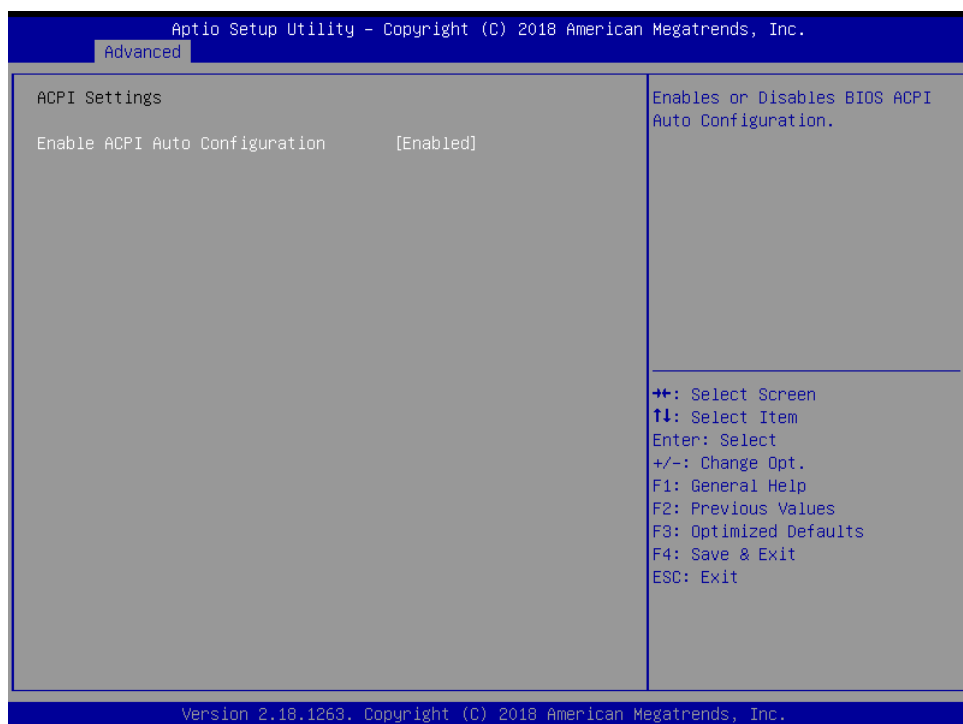 Aptio Setup Utility – Copyright (C) 2018 American Megatrends, Inc.
Advanced
ACPI Settings
Enable ACPI Auto Configuration [Enabled]
Enables or Disables BIOS ACPI
Auto Configuration.
→←: Select Screen
↑↓: Select Item
Enter: Select
+/-: Change Opt.
F1: General Help
F2: Previous Values
F3: Optimized Defaults
F4: Save & Exit
ESC: Exit
Version 2.18.1263. Copyright (C) 2018 American Megatrends, Inc.